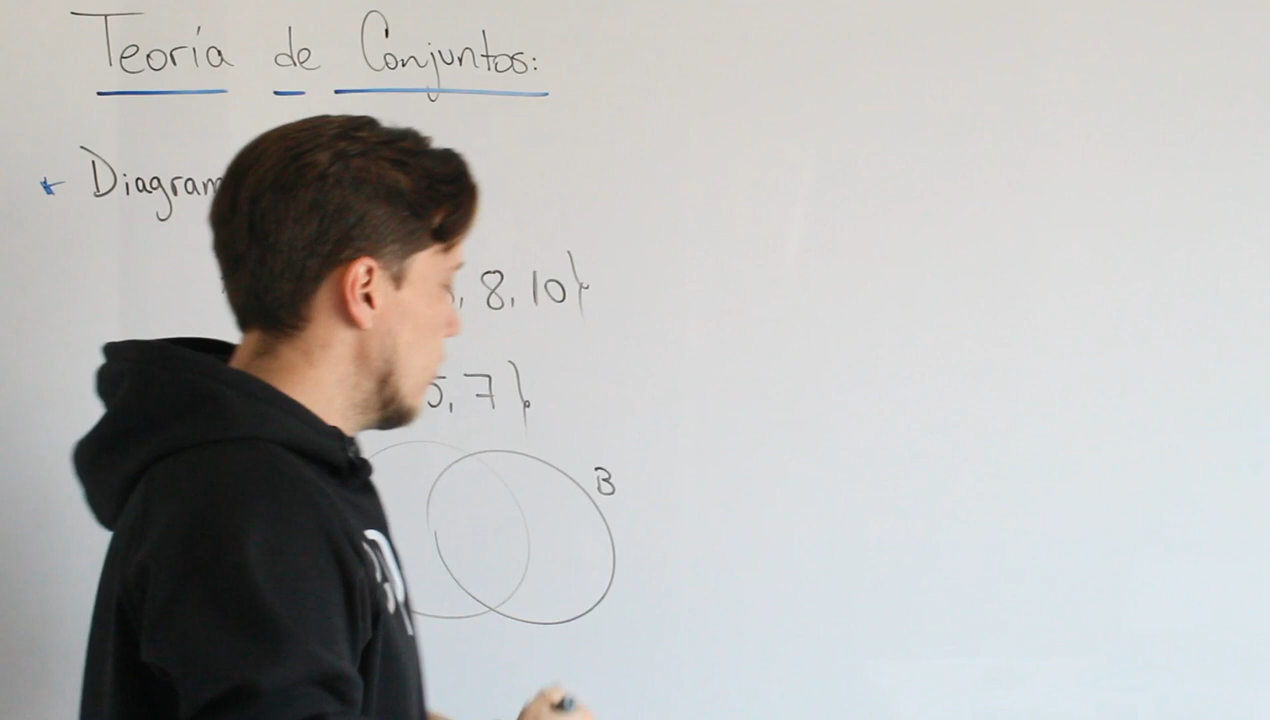 Teoría de Conjuntos:
Diagram
, 8, 10}
5, 7}
B